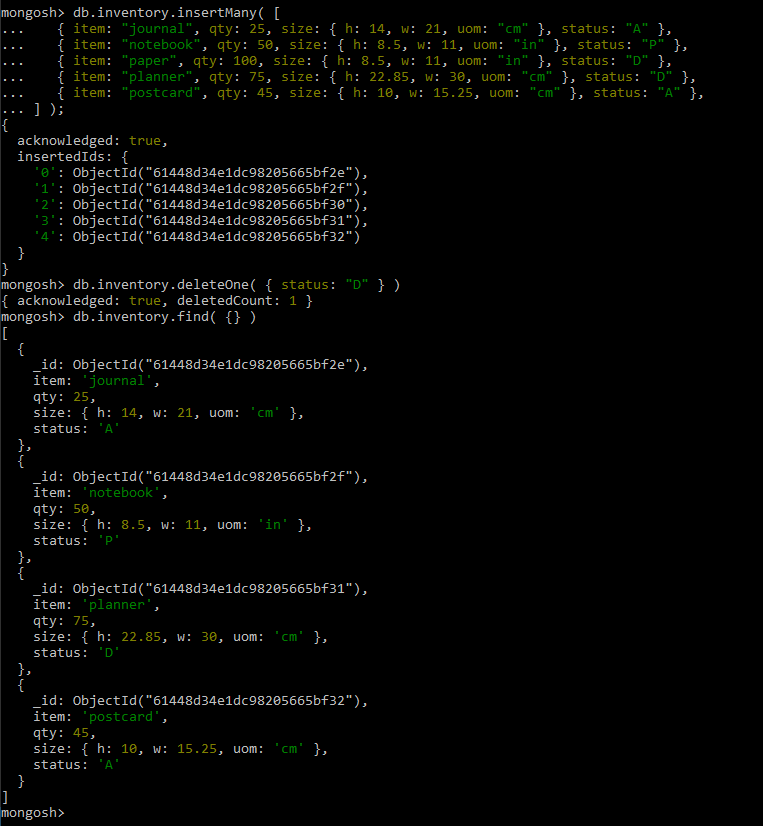 mongosh> db.inventory.insertMany( [
...    { item: "journal", qty: 25, size: { h: 14, w: 21, uom: "cm" }, status: "A" },
...    { item: "notebook", qty: 50, size: { h: 8.5, w: 11, uom: "in" }, status: "P" },
...    { item: "paper", qty: 100, size: { h: 8.5, w: 11, uom: "in" }, status: "D" },
...    { item: "planner", qty: 75, size: { h: 22.85, w: 30, uom: "cm" }, status: "D" },
...    { item: "postcard", qty: 45, size: { h: 10, w: 15.25, uom: "cm" }, status: "A" },
... ] );
{
  acknowledged: true,
  insertedIds: {
    '0': ObjectId("61448d34e1dc98205665bf2e"),
    '1': ObjectId("61448d34e1dc98205665bf2f"),
    '2': ObjectId("61448d34e1dc98205665bf30"),
    '3': ObjectId("61448d34e1dc98205665bf31"),
    '4': ObjectId("61448d34e1dc98205665bf32")
  }
}
mongosh> db.inventory.deleteOne( { status: "D" } )
{ acknowledged: true, deletedCount: 1 }
mongosh> db.inventory.find( {} )
[
  {
    _id: ObjectId("61448d34e1dc98205665bf2e"),
    item: 'journal',
    qty: 25,
    size: { h: 14, w: 21, uom: 'cm' },
    status: 'A'
  },
  {
    _id: ObjectId("61448d34e1dc98205665bf2f"),
    item: 'notebook',
    qty: 50,
    size: { h: 8.5, w: 11, uom: 'in' },
    status: 'P'
  },
  {
    _id: ObjectId("61448d34e1dc98205665bf31"),
    item: 'planner',
    qty: 75,
    size: { h: 22.85, w: 30, uom: 'cm' },
    status: 'D'
  },
  {
    _id: ObjectId("61448d34e1dc98205665bf32"),
    item: 'postcard',
    qty: 45,
    size: { h: 10, w: 15.25, uom: 'cm' },
    status: 'A'
  }
]
mongosh>